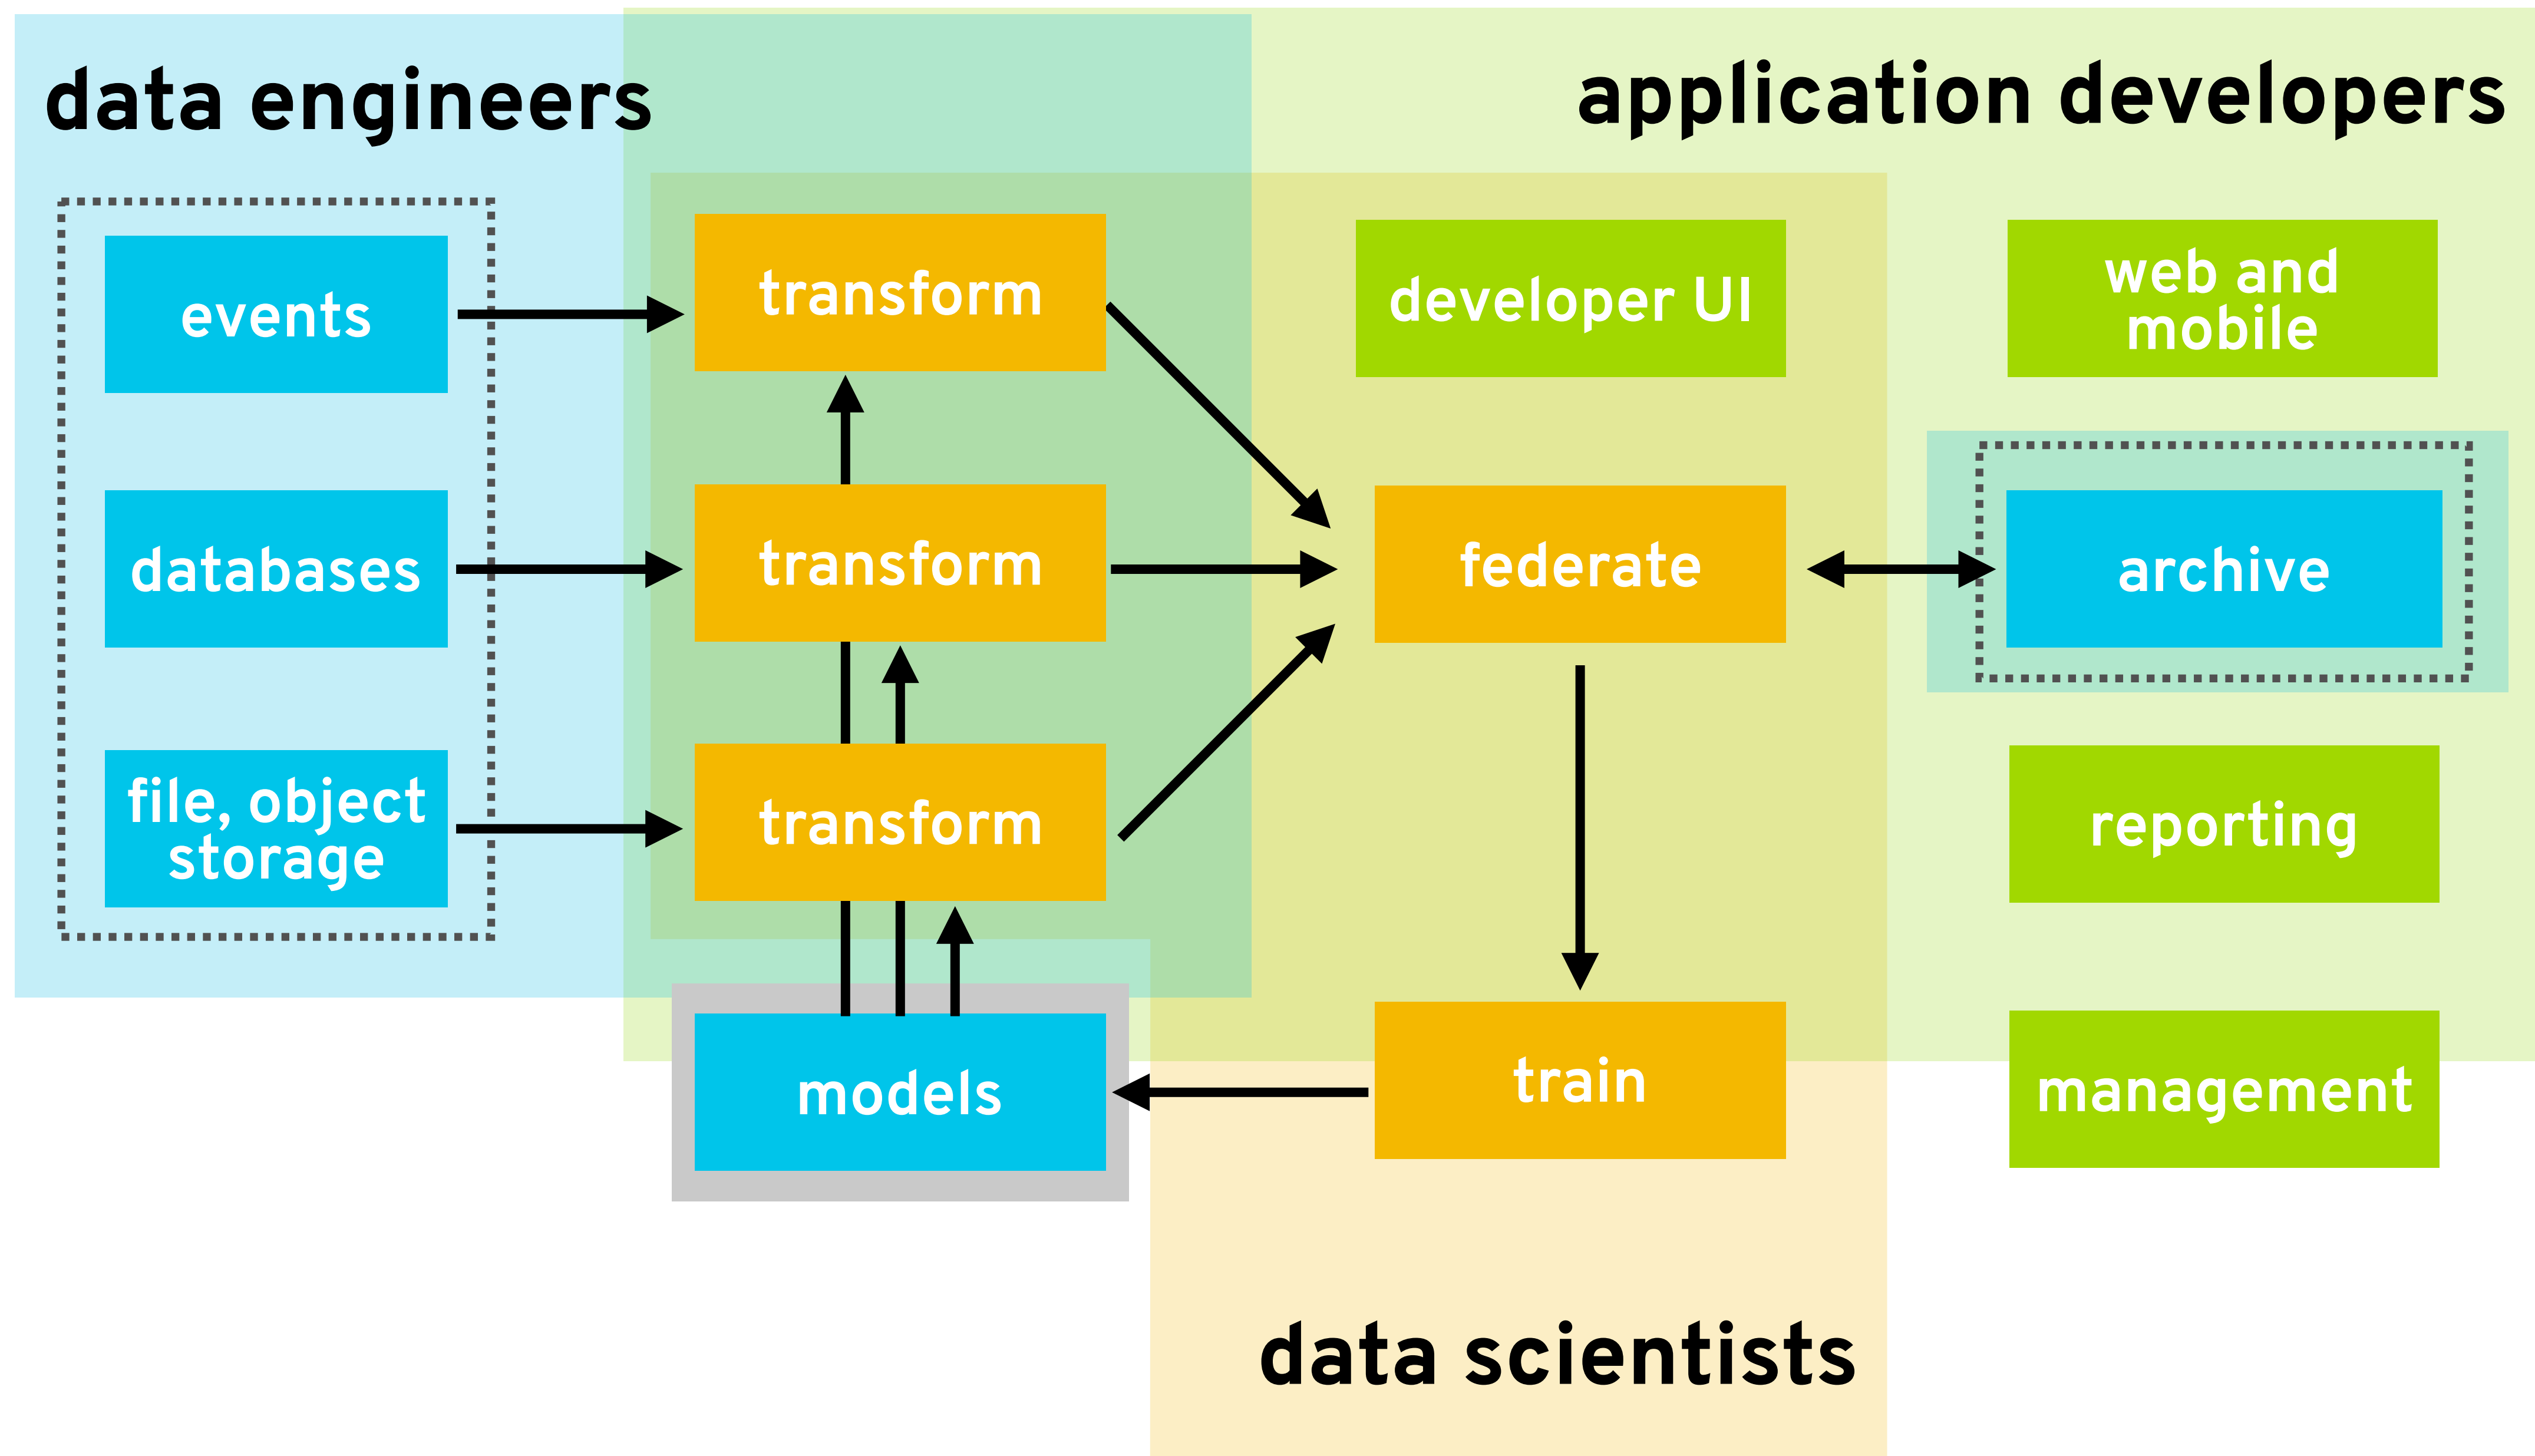 data engineers
application developers
events
transform
developer UI
web and
mobile
databases
transform
federate
archive
file, object
storage
transform
reporting
models
train
management
data scientists